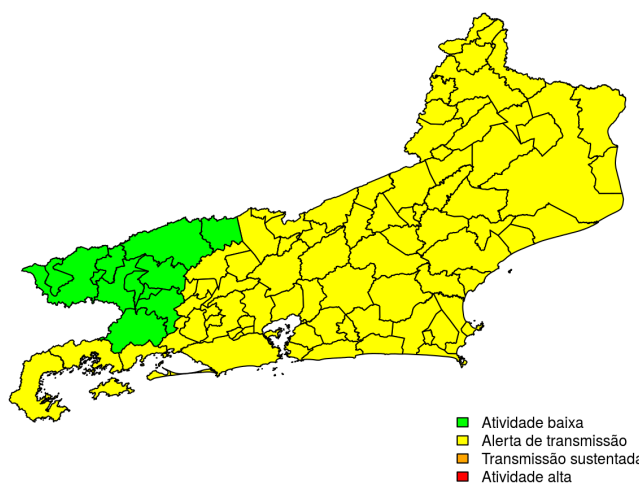 Atividade baixa
Alerta de transmissão
Transmissão sustentada
Atividade alta